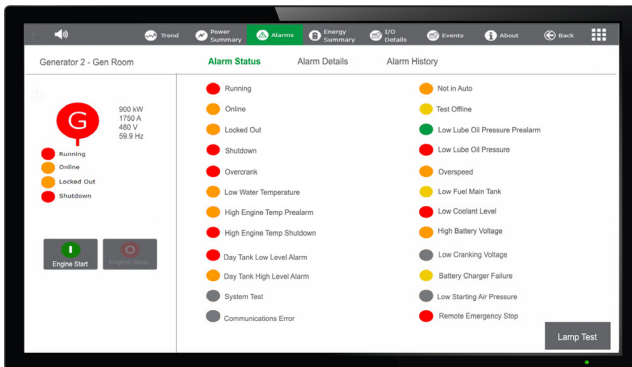 Trend
Power Summary
Alarms
Energy Summary
I/O Details
Events
About
Back
Generator 2 - Gen Room
Alarm Status
Alarm Details
Alarm History
G
900 kW
1750 A
480 V
59.9 Hz
Running
Online
Locked Out
Shutdown
Engine Start
Running
Online
Locked Out
Shutdown
Overcrank
Low Water Temperature
High Engine Temp Prealarm
High Engine Temp Shutdown
Day Tank Low Level Alarm
Day Tank High Level Alarm
System Test
Communications Error
Not in Auto
Test Offline
Low Lube Oil Pressure Prealarm
Low Lube Oil Pressure
Overspeed
Low Fuel Main Tank
Low Coolant Level
High Battery Voltage
Low Cranking Voltage
Battery Charger Failure
Low Starting Air Pressure
Remote Emergency Stop
Lamp Test